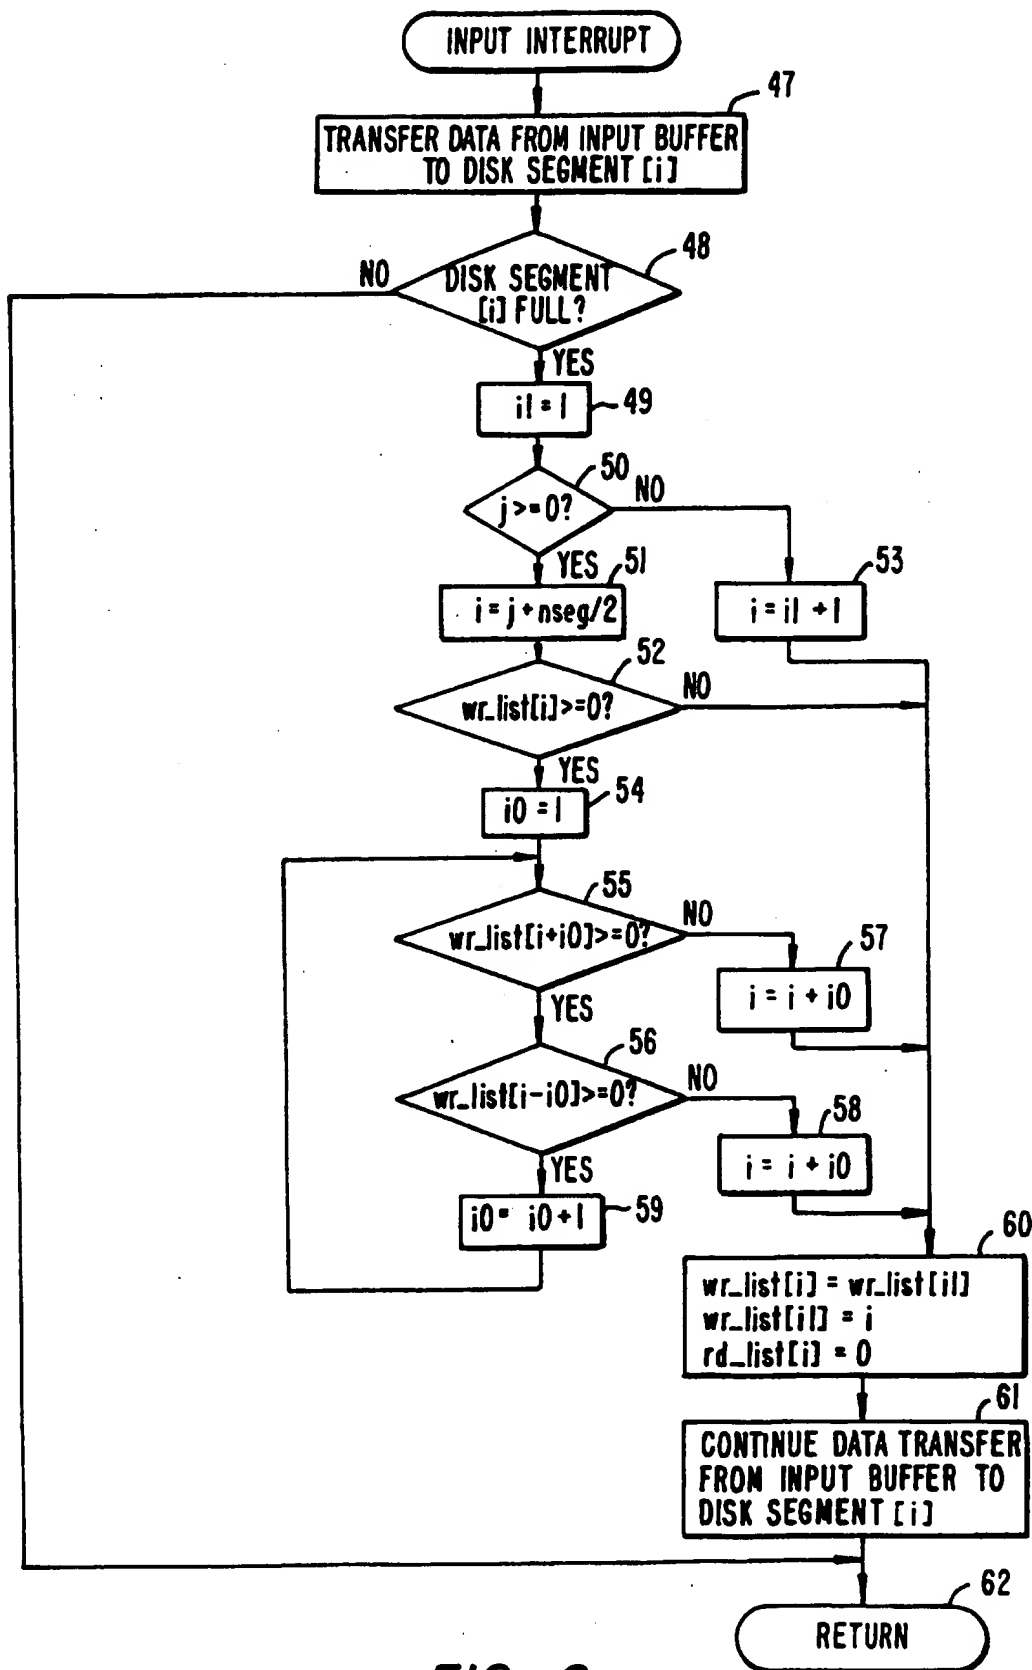 INPUT INTERRUPT
47
TRANSFER DATA FROM INPUT BUFFER
TO DISK SEGMENT [i]
48
NO
DISK SEGMENT
[i] FULL?
YES
il = l
49
50
j >= 0?
NO
YES
51
i = j + nseg/2
53
i = il + l
52
wr_list[i]>=0?
NO
YES
54
i0 = l
55
wr_list[i+i0]>=0?
NO
57
i = i + i0
YES
56
wr_list[i-i0]>=0?
NO
58
i = i + i0
YES
i0 = i0+l
59
60
wr_list[i] = wr_list[il]
wr_list[il] = i
rd_list[i] = 0
61
CONTINUE DATA TRANSFER
FROM INPUT BUFFER TO
DISK SEGMENT [i]
62
RETURN